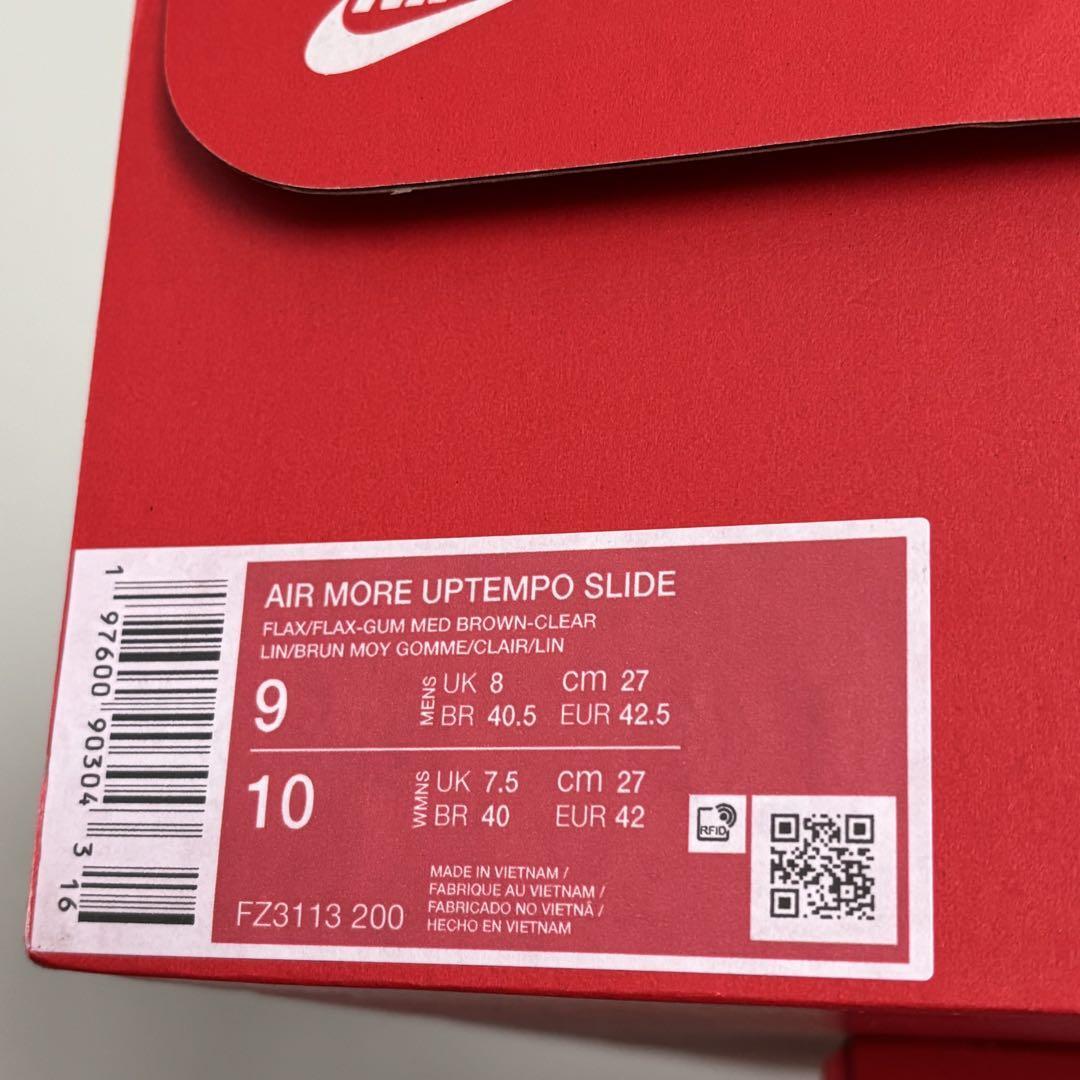 AIR MORE UPTEMPO SLIDE
FLAX/FLAX-GUM MED BROWN-CLEAR
LIN/BRUN MOY GOMME/CLAIR/LIN
9 MENS UK 8 cm 27
BR 40.5 EUR 42.5
10 WMNS UK 7.5 cm 27
BR 40 EUR 42
RFID
MADE IN VIETNAM /
FABRIQUE AU VIETNAM /
FABRICADO NO VIETNÃ /
HECHO EN VIETNAM
FZ3113 200
1 97600 90304 3 16